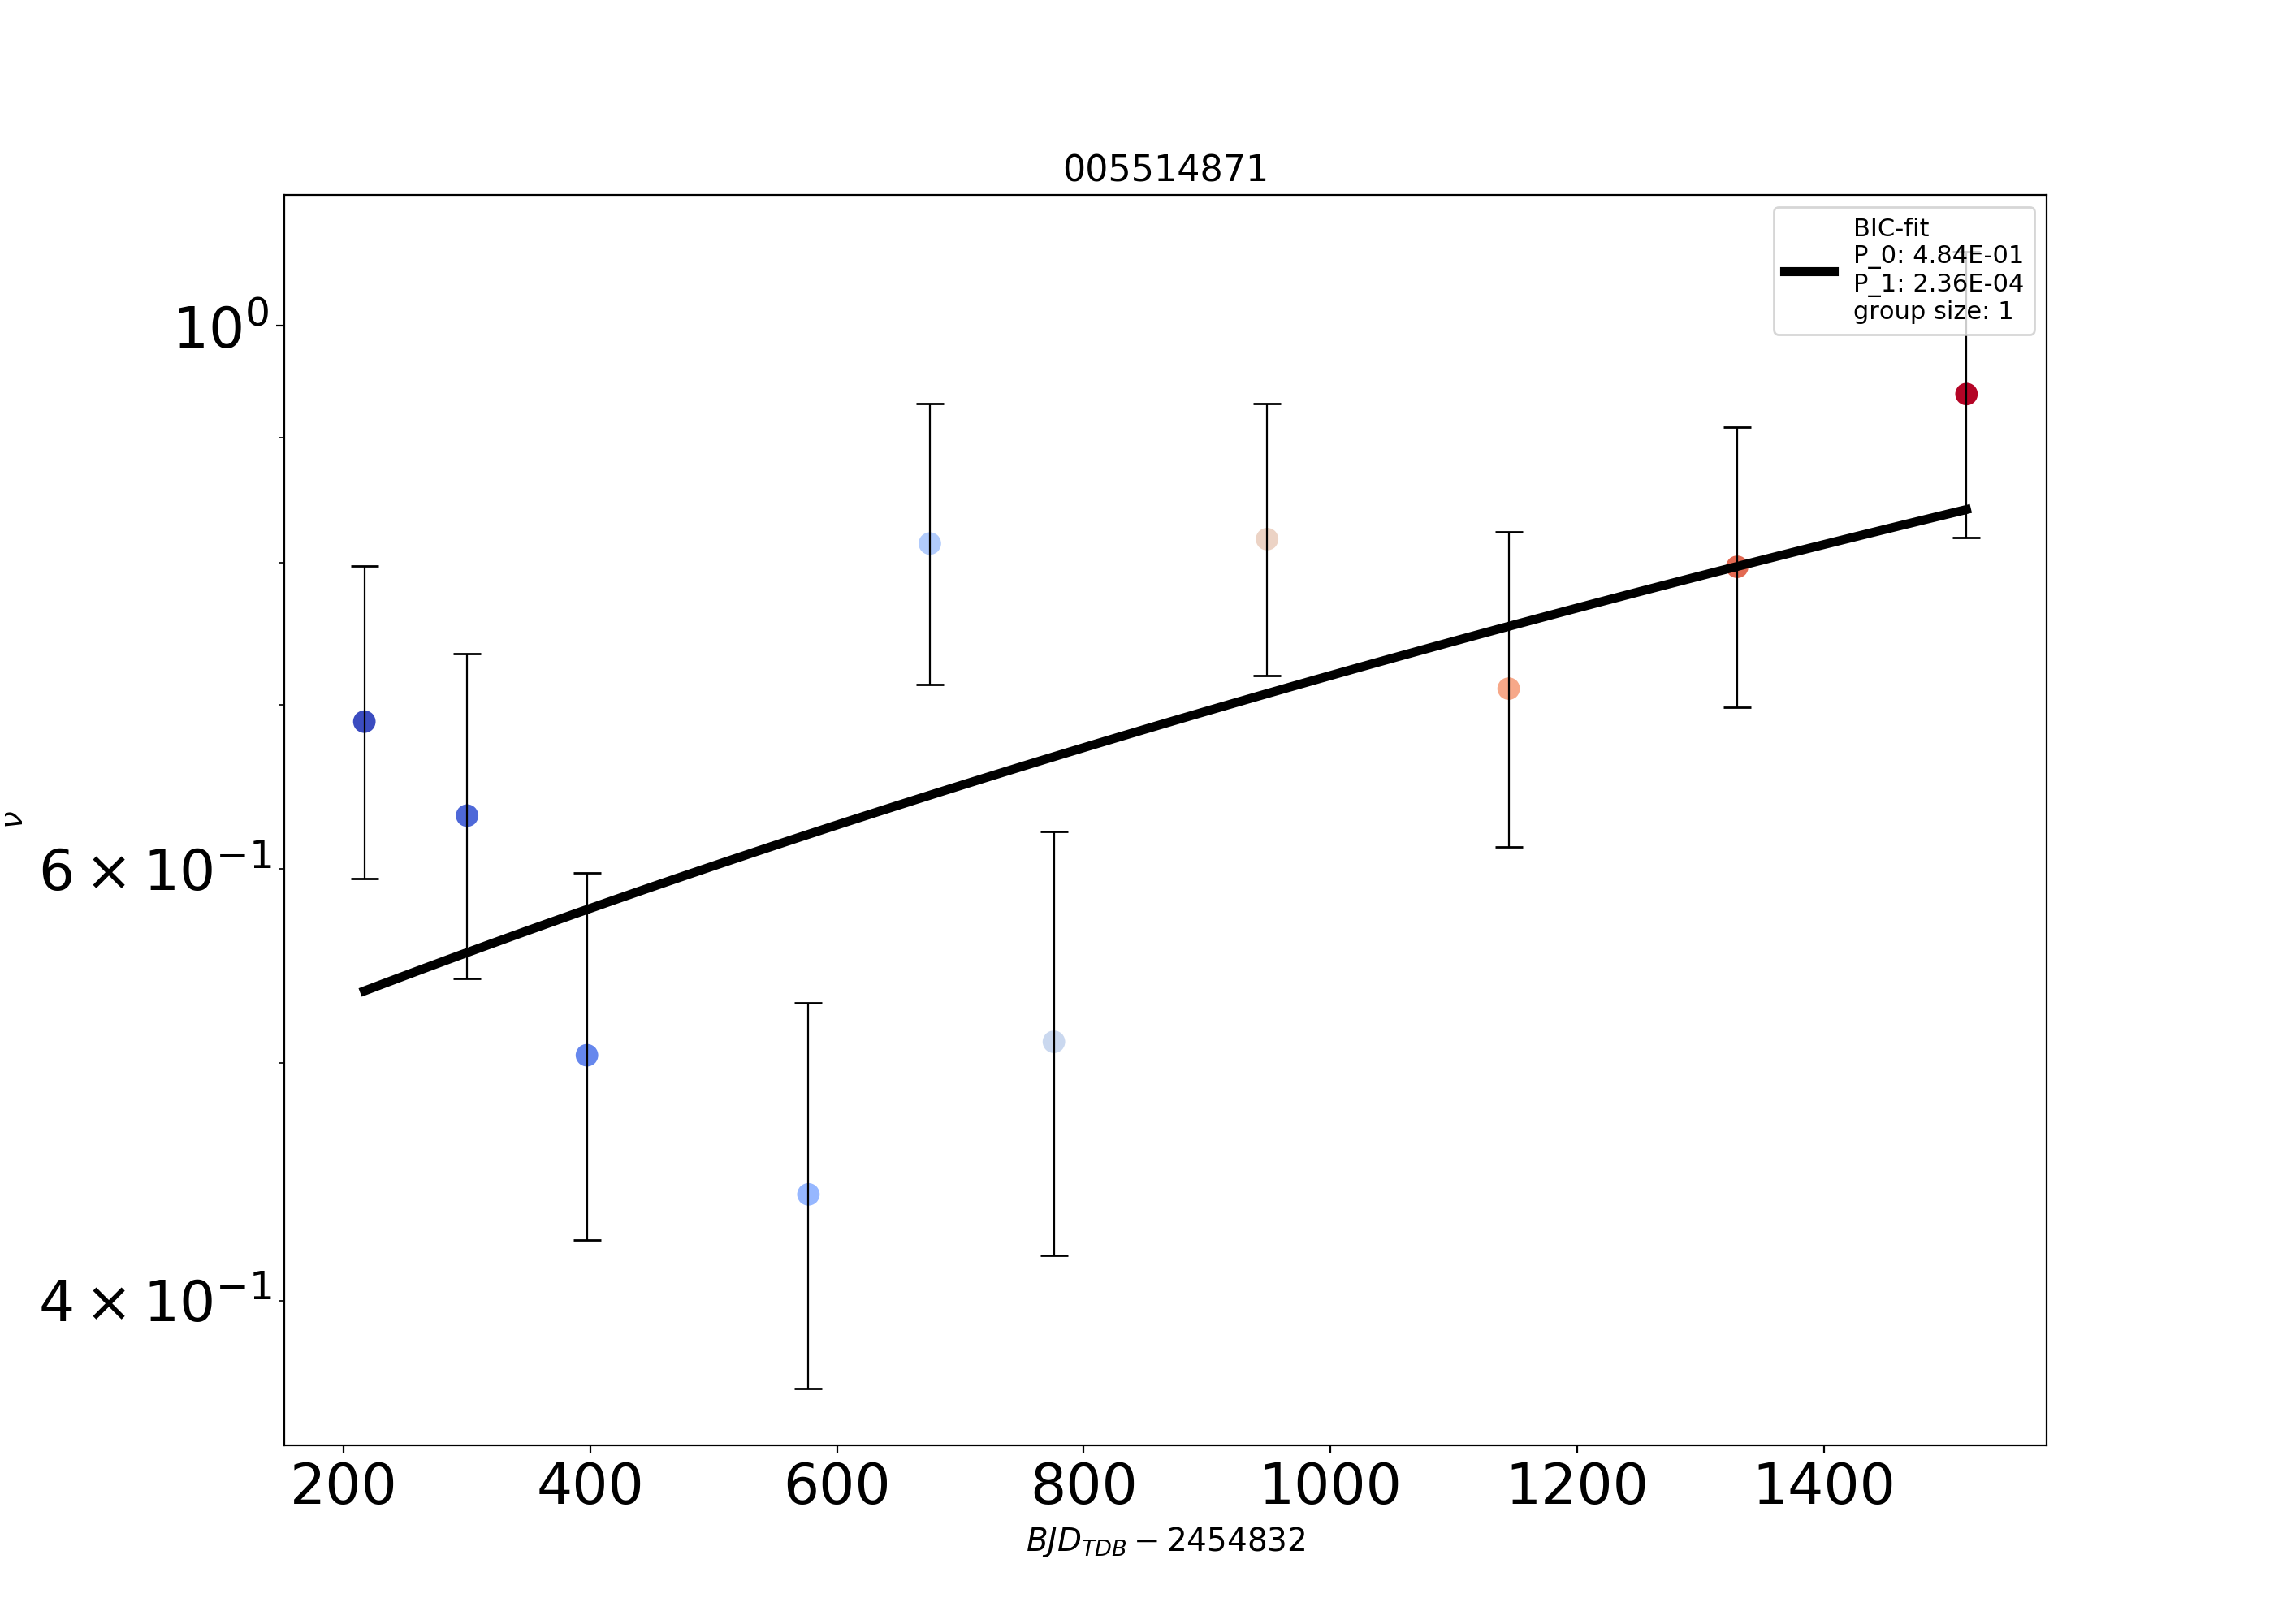 005514871
BIC-fit
P_0: 4.84E-01
P_1: 2.36E-04
group size: 1
10^0
6 × 10^−1
4 × 10^−1
ν
200 400 600 800 1000 1200 1400
BJD_TDB − 2454832